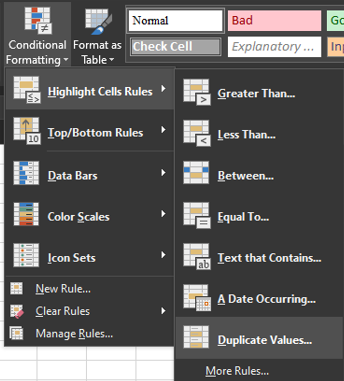 Conditional
Formatting
Format as
Table
Normal
Bad
Check Cell
Explanatory ...
Highlight Cells Rules
Top/Bottom Rules
Data Bars
Color Scales
Icon Sets
New Rule...
Clear Rules
Manage Rules...
Greater Than...
Less Than...
Between...
Equal To...
Text that Contains...
A Date Occurring...
Duplicate Values...
More Rules...